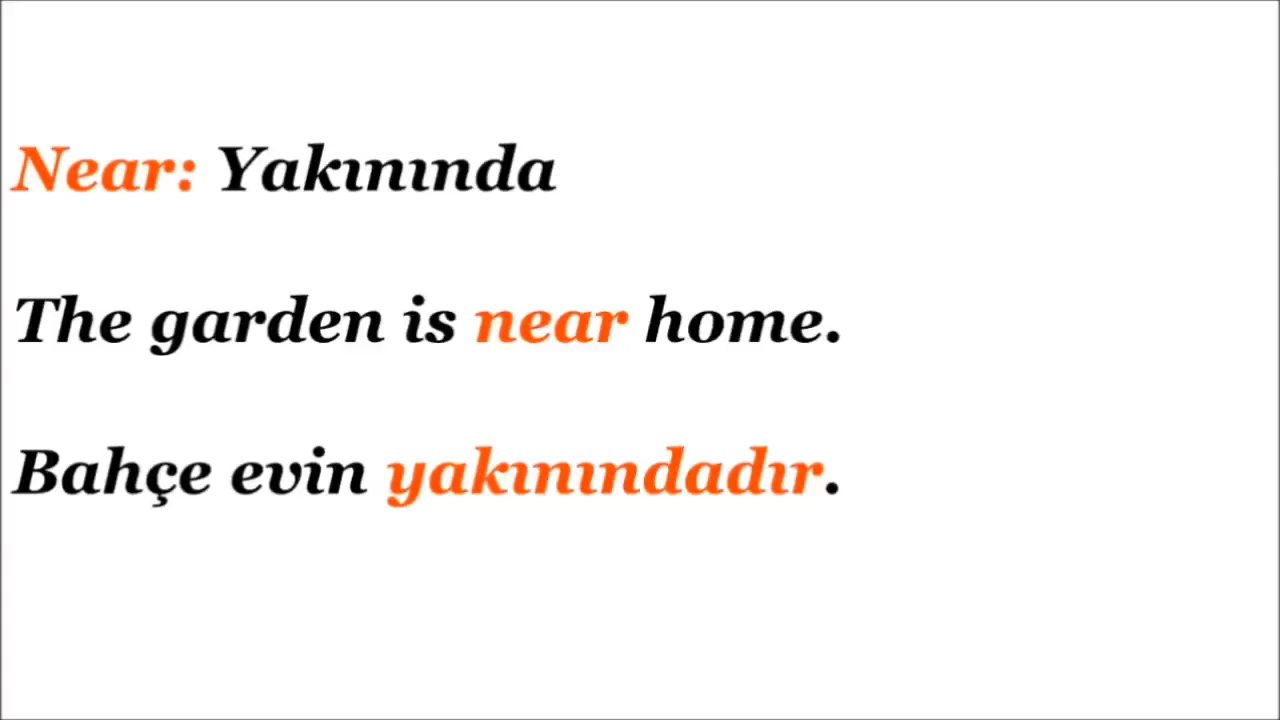 Near: Yakınında
The garden is near home.
Bahçe evin yakınındadır.